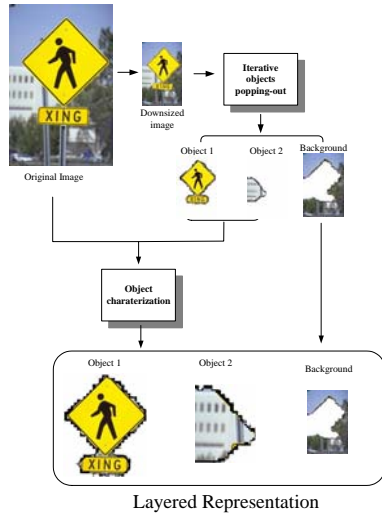 XING
Original Image
XING
Downsized
image
Iterative
objects
popping-out
Object 1
Object 2
Background
XING
Object
charaterization
Object 1
Object 2
Background
XING
Layered Representation